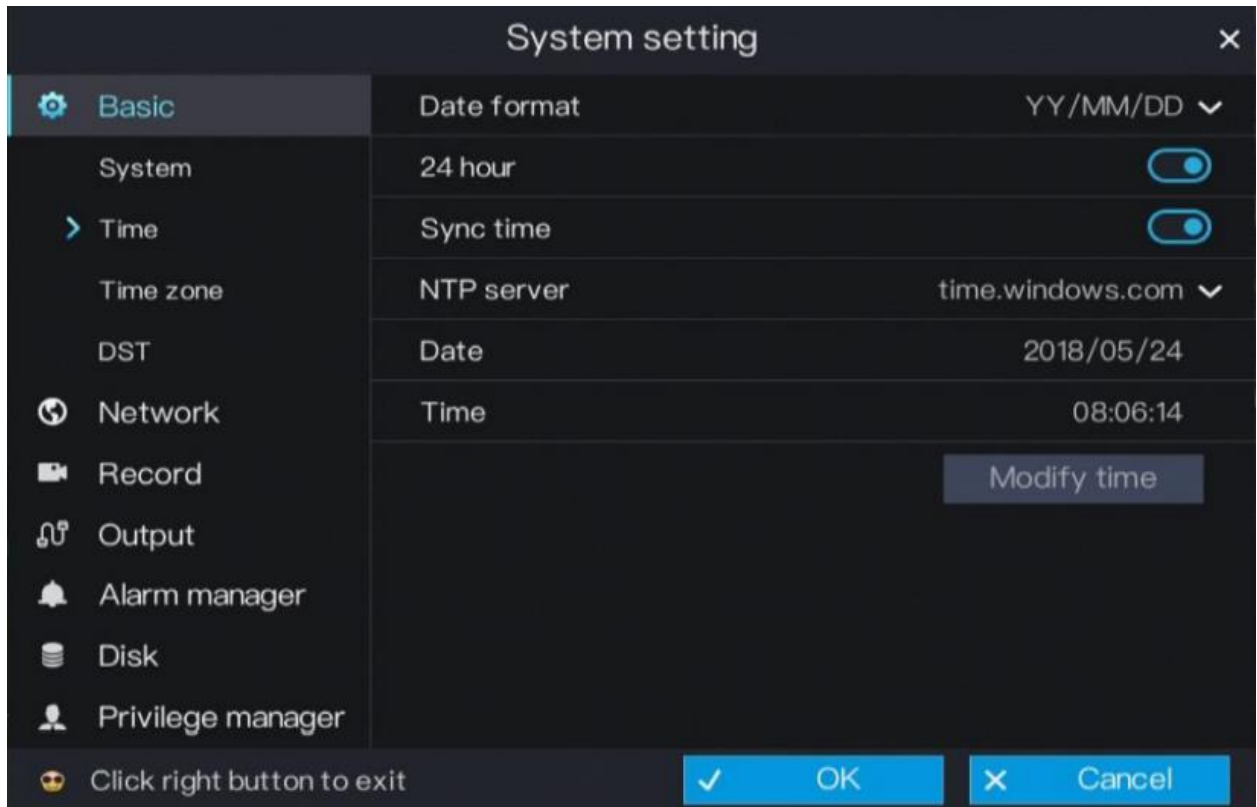 System setting
Basic
System
Time
Time zone
DST
Network
Record
Output
Alarm manager
Disk
Privilege manager
Date format YY/MM/DD
24 hour
Sync time
NTP server time.windows.com
Date 2018/05/24
Time 08:06:14
Modify time
Click right button to exit
OK
Cancel